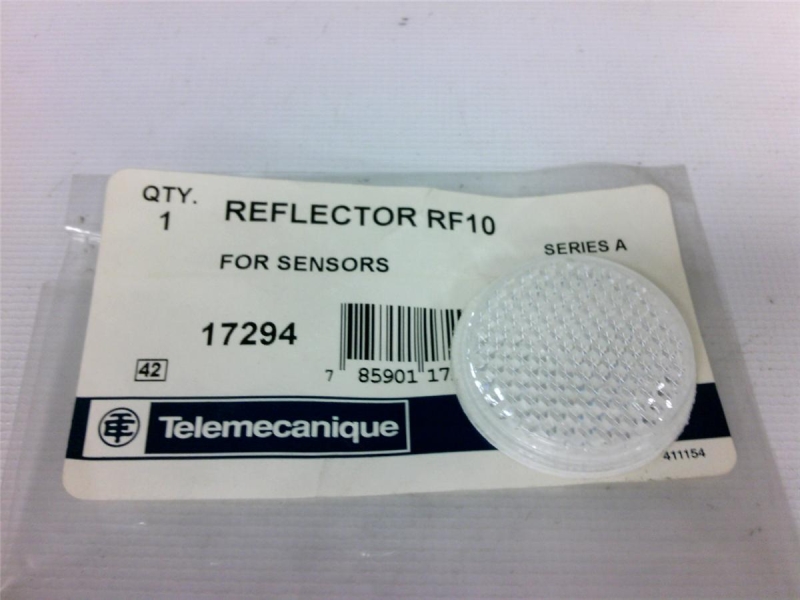 QTY.
1
REFLECTOR RF10
FOR SENSORS
SERIES A
17294
42
7 85901 17
Telemecanique
411154